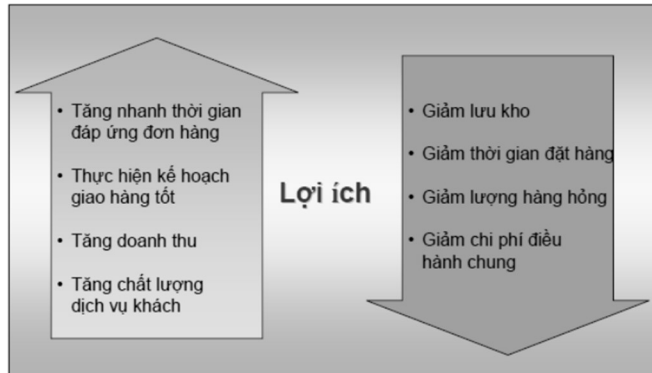 • Tăng nhanh thời gian
đáp ứng đơn hàng
• Thực hiện kế hoạch
giao hàng tốt
• Tăng doanh thu
• Tăng chất lượng
dịch vụ khách
Lợi ích
• Giảm lưu kho
• Giảm thời gian đặt hàng
• Giảm lượng hàng hỏng
• Giảm chi phí điều
hành chung